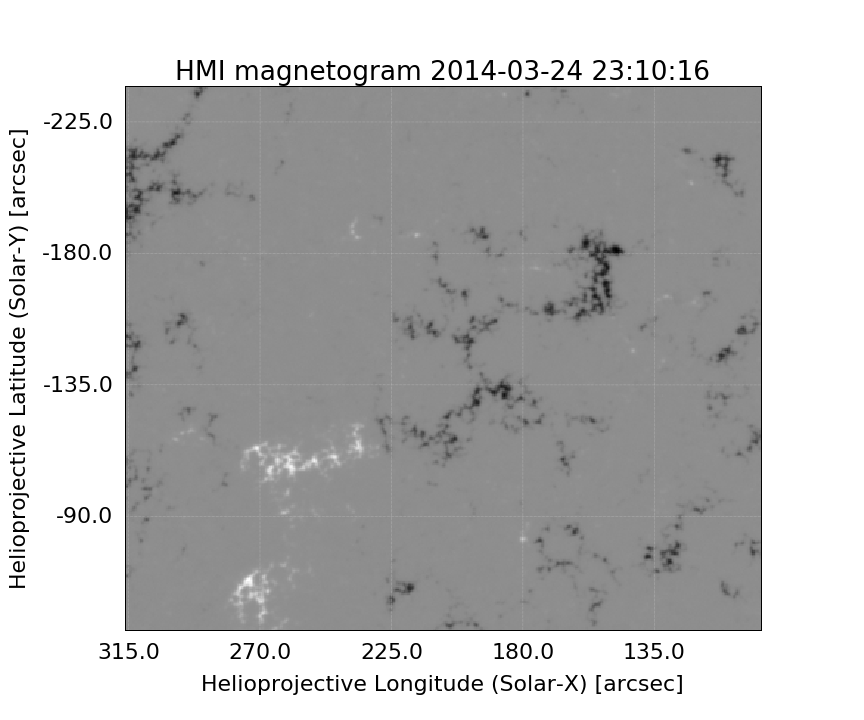 HMI magnetogram 2014-03-24 23:10:16
Helioprojective Latitude (Solar-Y) [arcsec]
-225.0
-180.0
-135.0
-90.0
315.0 270.0 225.0 180.0 135.0
Helioprojective Longitude (Solar-X) [arcsec]